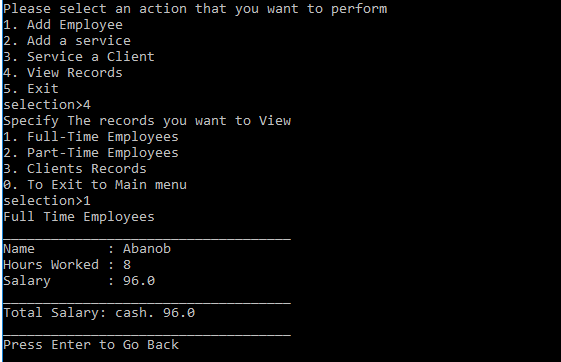 Please select an action that you want to perform
1. Add Employee
2. Add a service
3. Service a Client
4. View Records
5. Exit
selection>4
Specify The records you want to View
1. Full-Time Employees
2. Part-Time Employees
3. Clients Records
0. To Exit to Main menu
selection>1
Full Time Employees
____________________________________
Name         : Abanob
Hours Worked : 8
Salary       : 96.0
____________________________________
Total Salary: cash. 96.0
____________________________________
Press Enter to Go Back